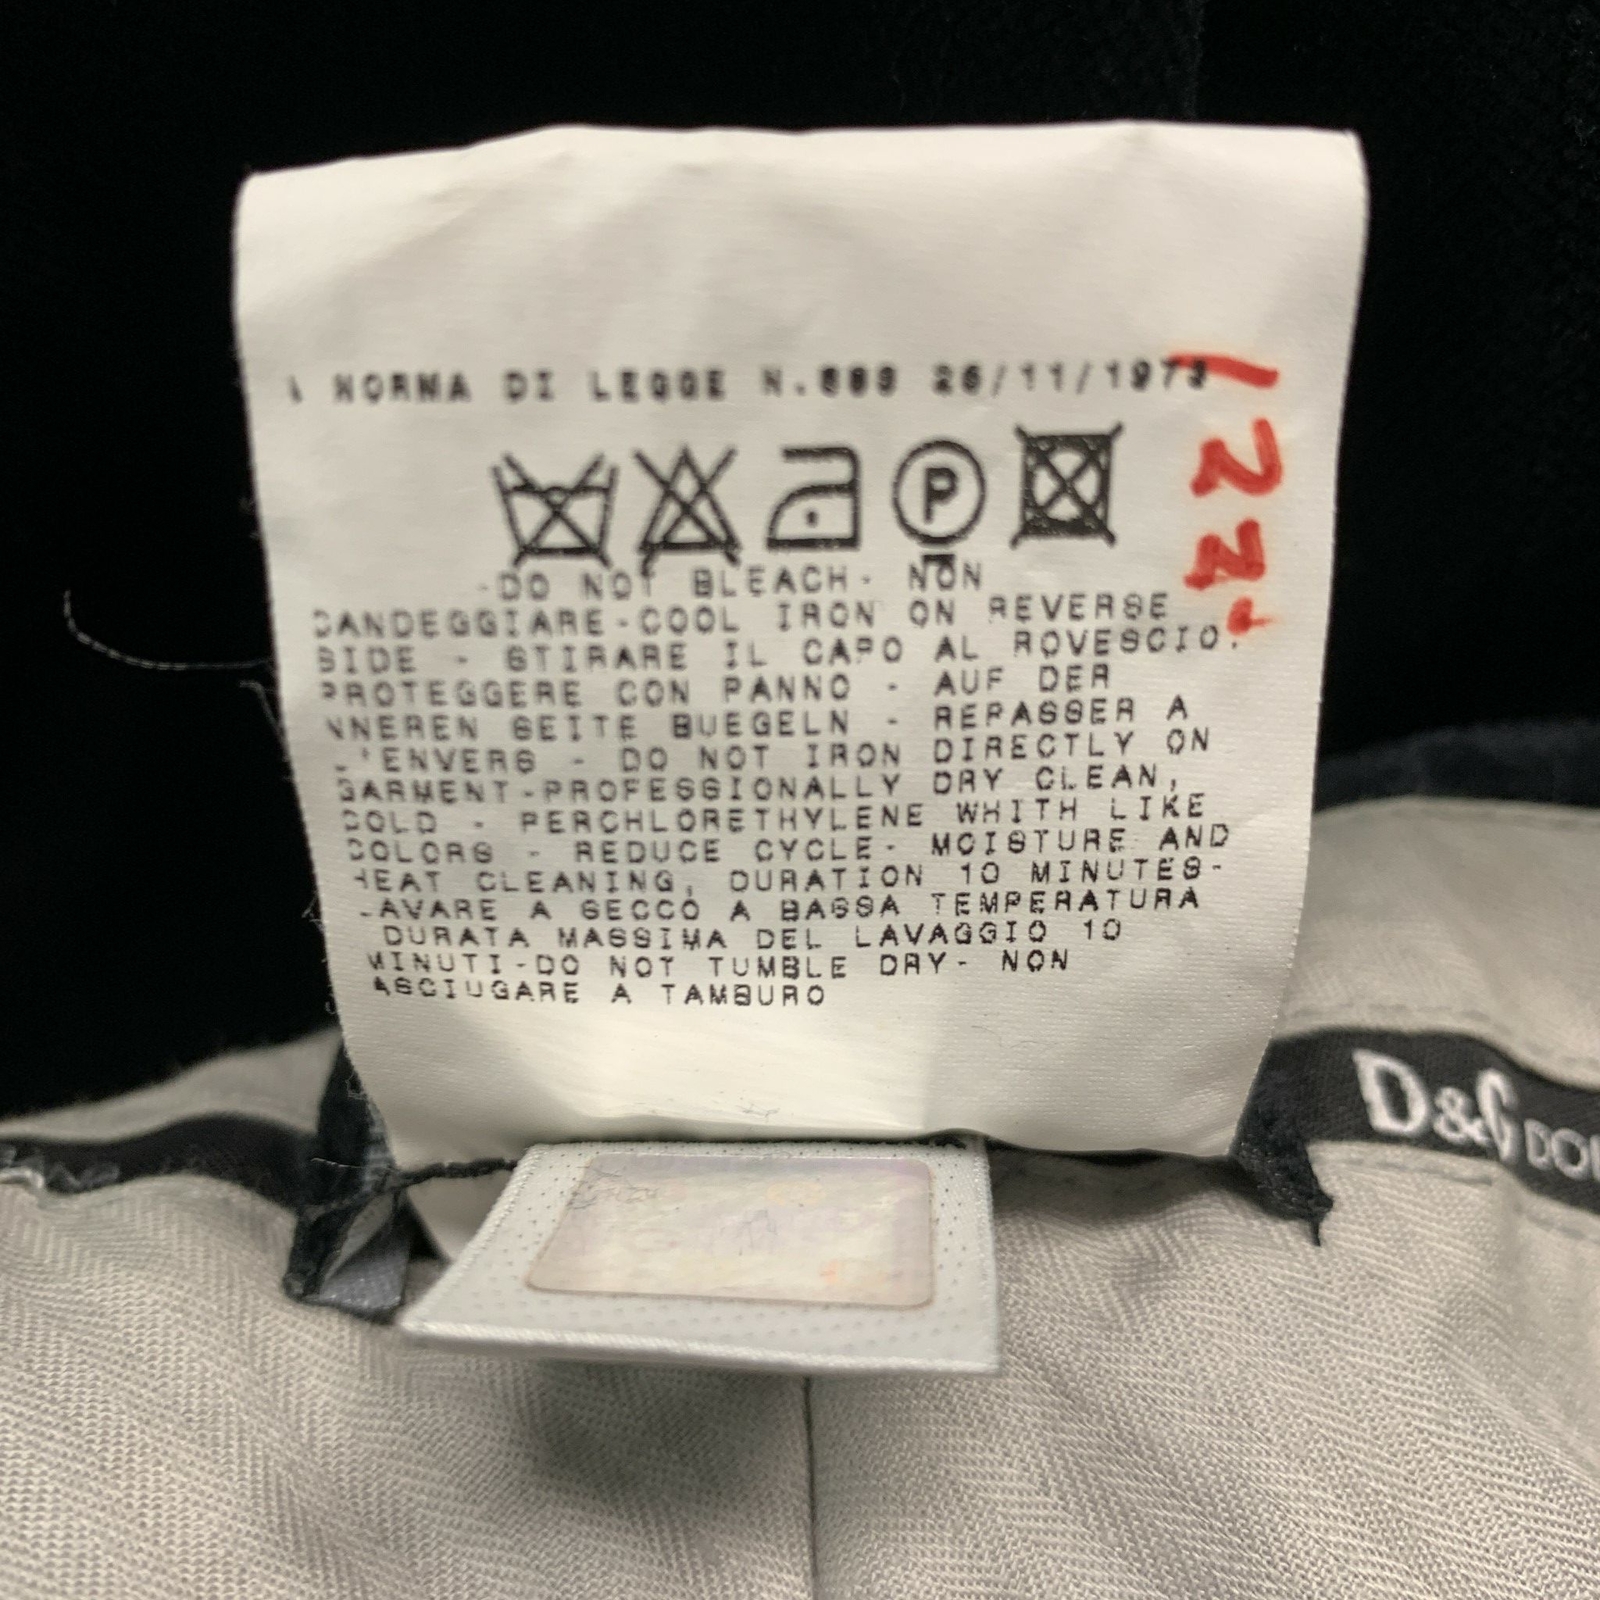 A NORMA DI LEGGE N.883 26/11/1973
P
-DO NOT BLEACH- NON
CANDEGGIARE-COOL IRON ON REVERSE
SIDE - STIRARE IL CAPO AL ROVESCIO.
PROTEGGERE CON PANNO - AUF DER
NNEREN SEITE BUEGELN - REPASSER A
L'ENVERS - DO NOT IRON DIRECTLY ON
GARMENT-PROFESSIONALLY DRY CLEAN,
COLD - PERCHLORETHYLENE WHITH LIKE
COLORS - REDUCE CYCLE- MOISTURE AND
HEAT CLEANING, DURATION 10 MINUTES-
LAVARE A SECCO A BASSA TEMPERATURA
DURATA MASSIMA DEL LAVAGGIO 10
MINUTI-DO NOT TUMBLE DRY- NON
ASCIUGARE A TAMBURO
122
D&G DOL